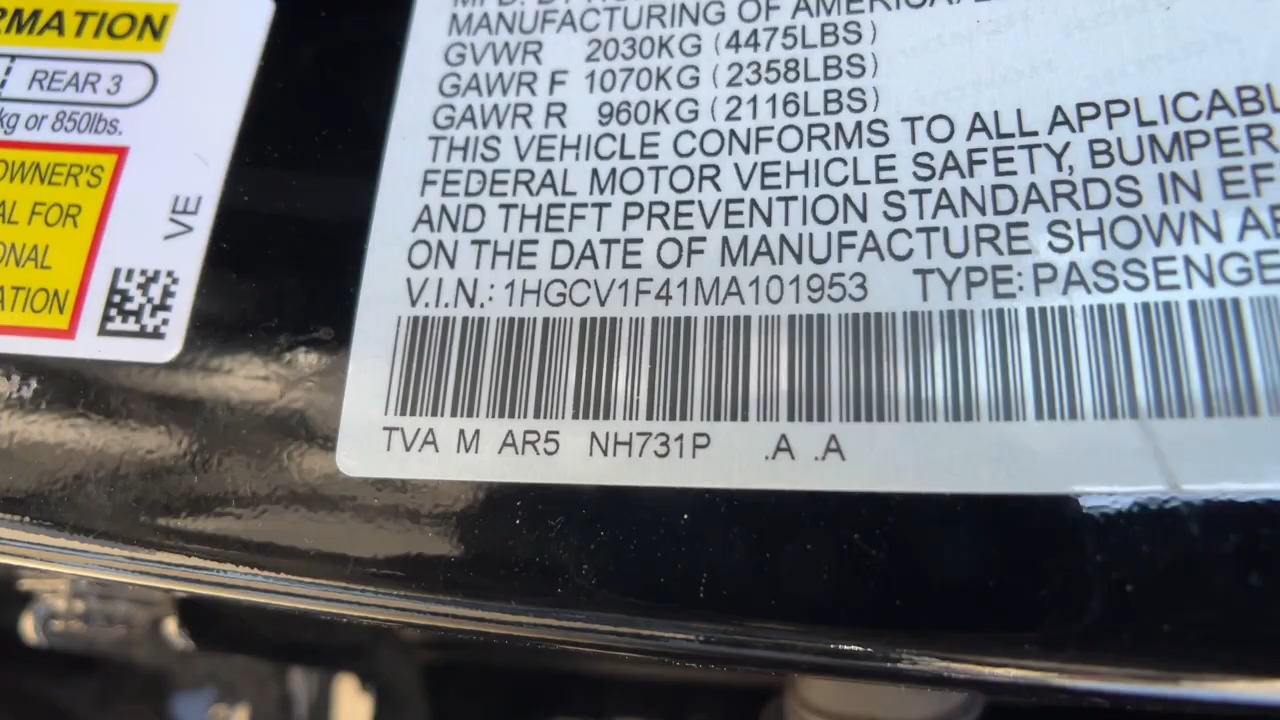 RMATION
REAR 3
kg or 850lbs.
OWNER'S
AL FOR
ONAL
ATION
VE
MANUFACTURING OF AMERICA,
GVWR 2030KG (4475LBS)
GAWR F 1070KG (2358LBS)
GAWR R 960KG (2116LBS)
THIS VEHICLE CONFORMS TO ALL APPLICABL
FEDERAL MOTOR VEHICLE SAFETY, BUMPER
AND THEFT PREVENTION STANDARDS IN EF
ON THE DATE OF MANUFACTURE SHOWN AB
V.I.N.: 1HGCV1F41MA101953 TYPE: PASSENGE
TVA M AR5 NH731P .A .A